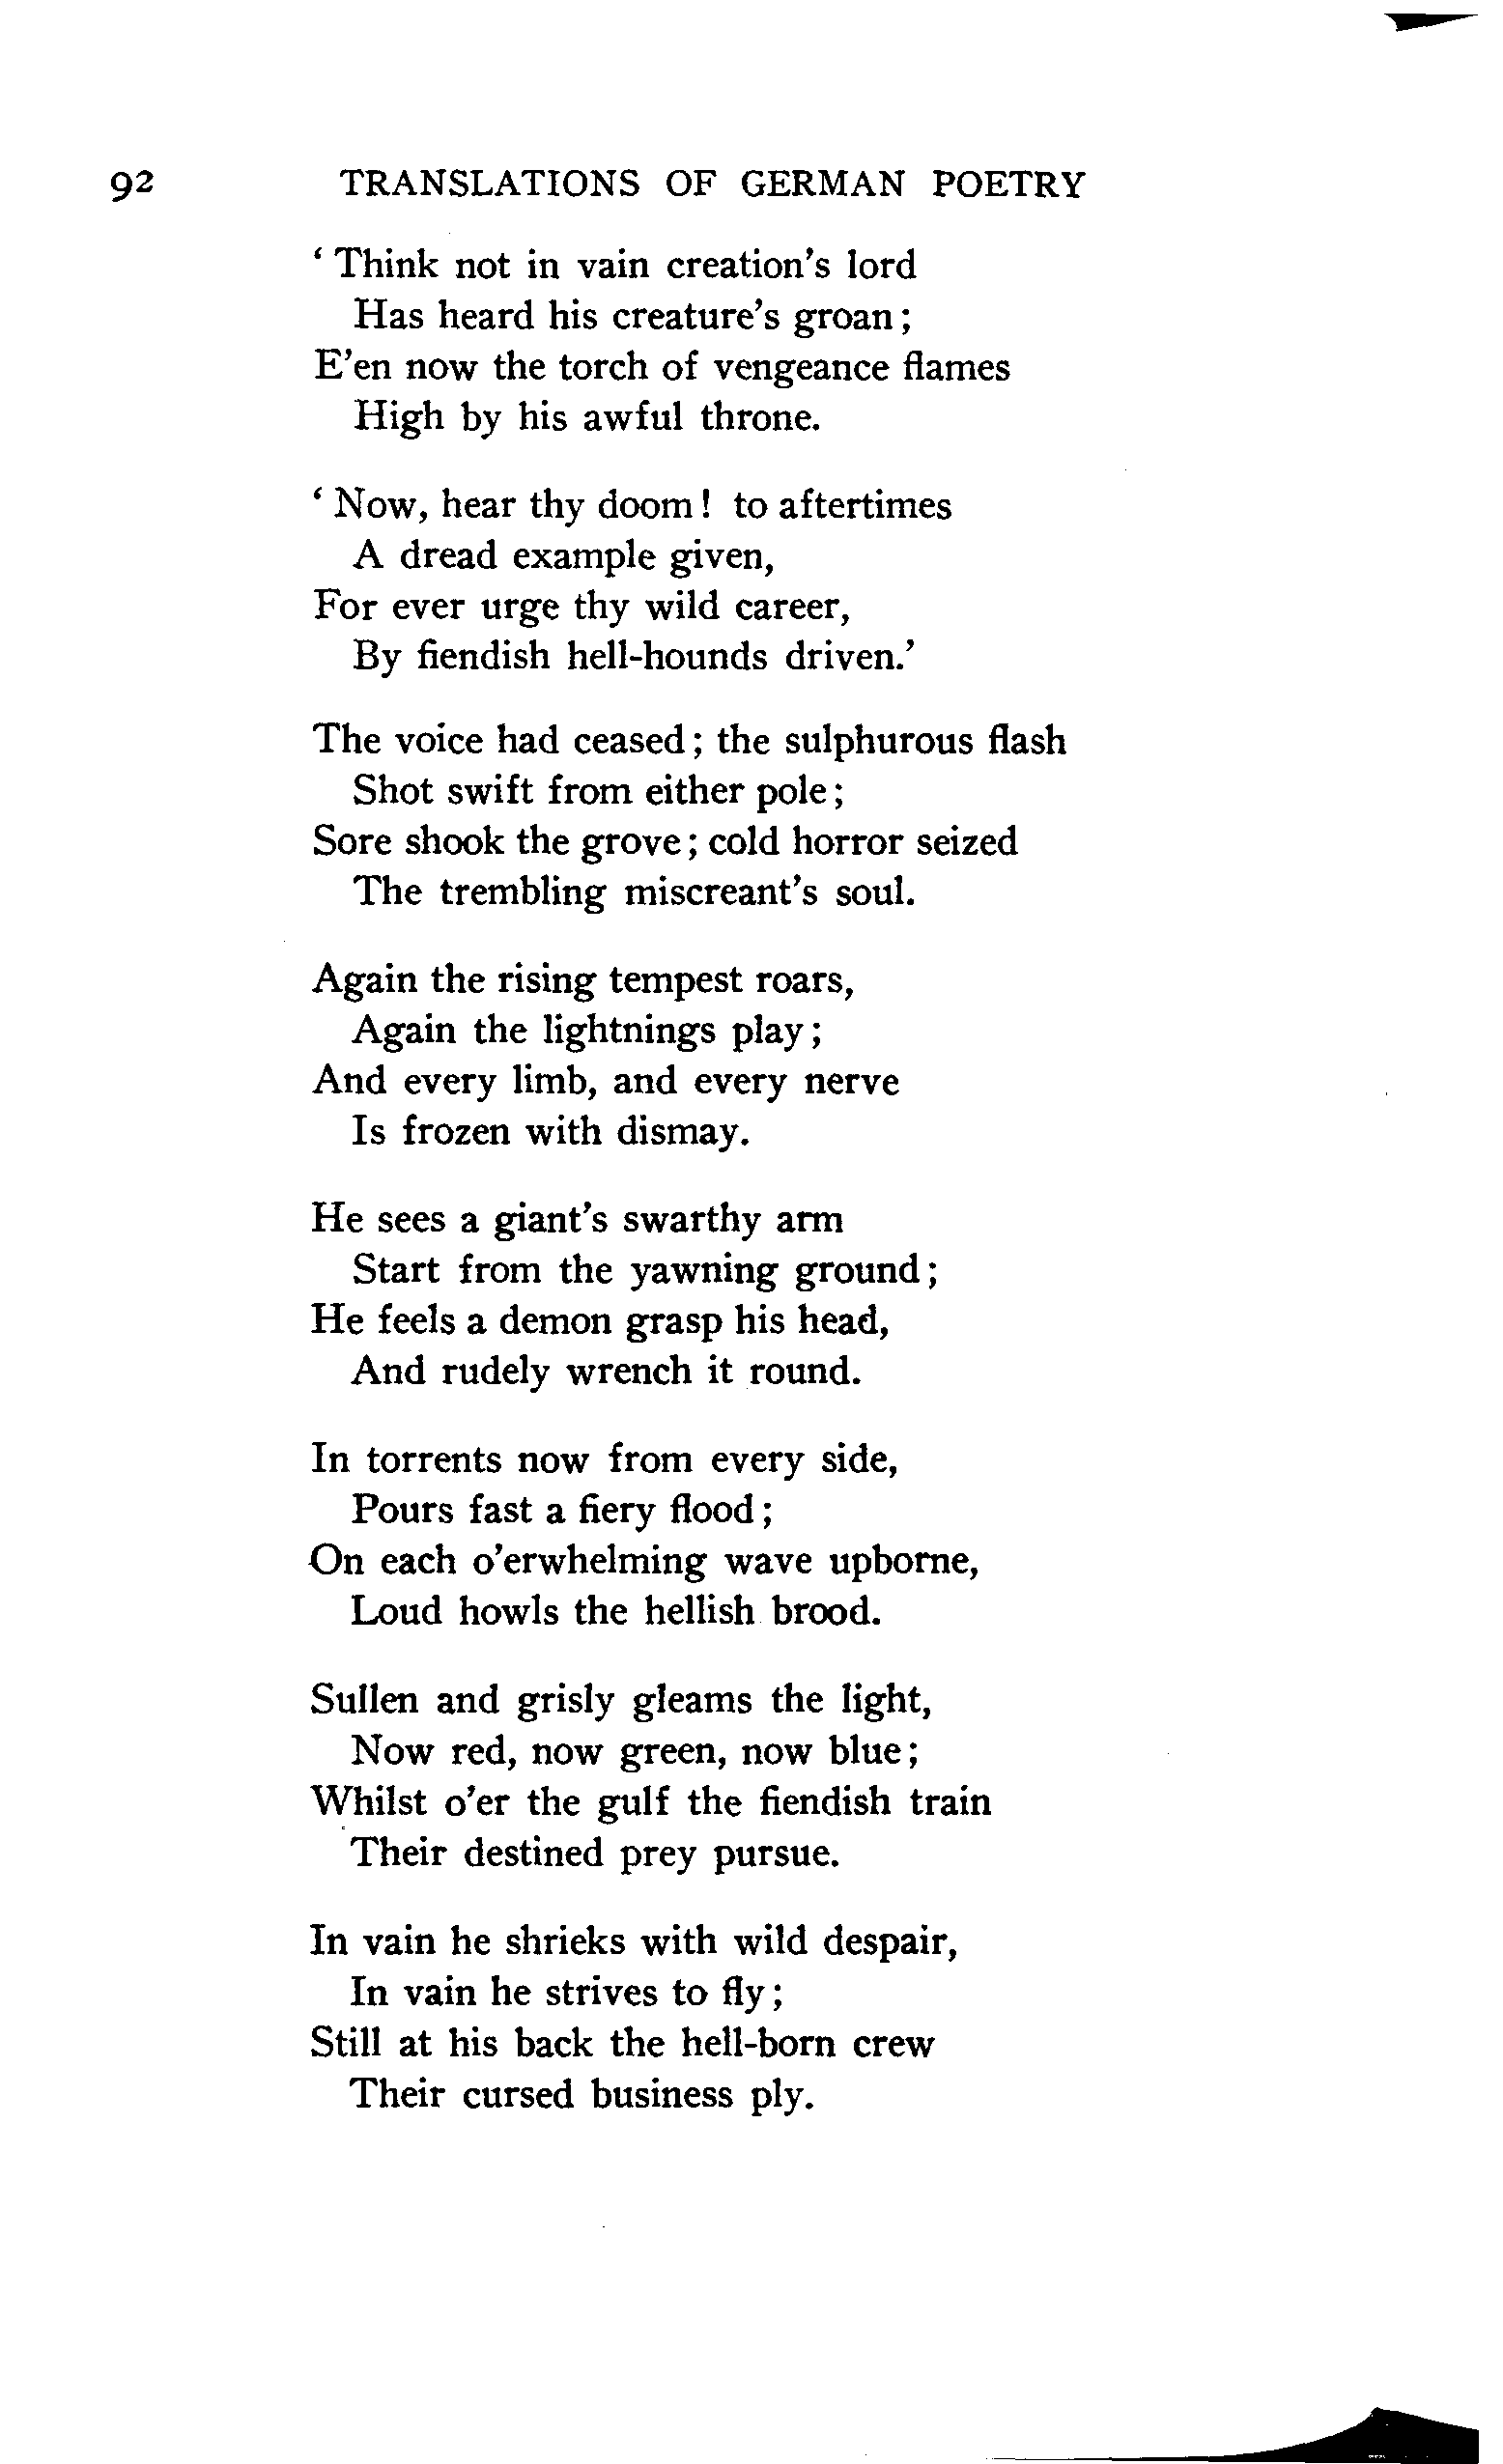 92 TRANSLATIONS OF GERMAN POETRY
‘ Think not in vain creation's lord
Has heard his creature's groan ;
E'en now the torch of vengeance flames
High by his awful throne.
‘ Now, hear thy doom ! to aftertimes
A dread example given,
For ever urge thy wild career,
By fiendish hell-hounds driven.’
The voice had ceased ; the sulphurous flash
Shot swift from either pole ;
Sore shook the grove ; cold horror seized
The trembling miscreant's soul.
Again the rising tempest roars,
Again the lightnings play ;
And every limb, and every nerve
Is frozen with dismay.
He sees a giant's swarthy arm
Start from the yawning ground ;
He feels a demon grasp his head,
And rudely wrench it round.
In torrents now from every side,
Pours fast a fiery flood ;
On each o'erwhelming wave upborne,
Loud howls the hellish brood.
Sullen and grisly gleams the light,
Now red, now green, now blue ;
Whilst o'er the gulf the fiendish train
Their destined prey pursue.
In vain he shrieks with wild despair,
In vain he strives to fly ;
Still at his back the hell-born crew
Their cursed business ply.